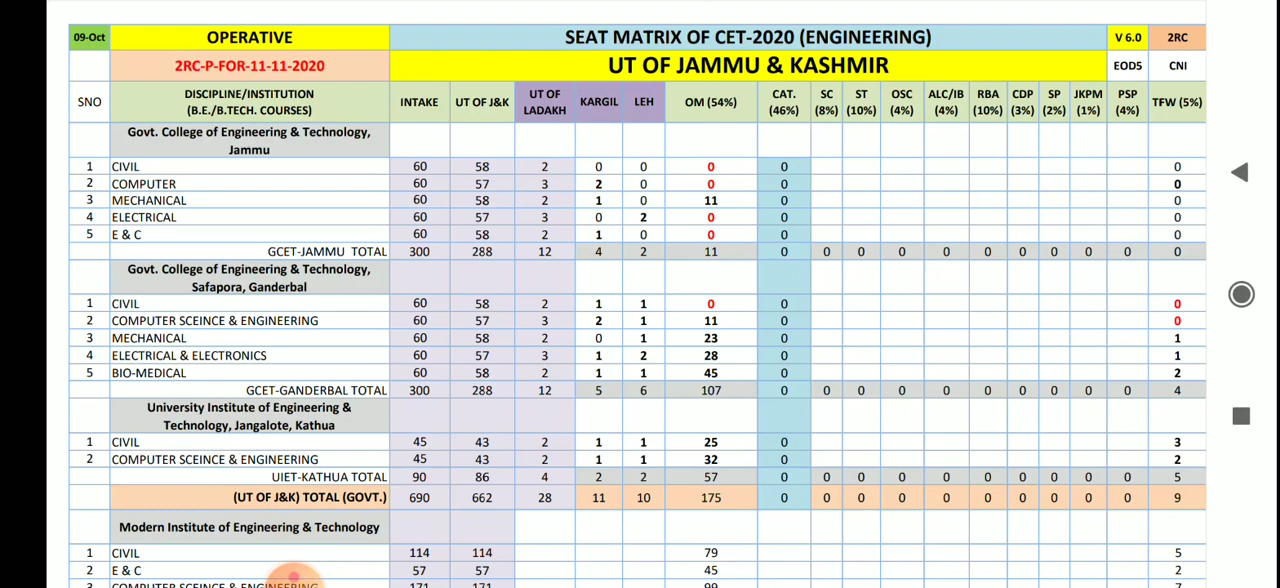 09-Oct OPERATIVE SEAT MATRIX OF CET-2020 (ENGINEERING) V 6.0 2RC
2RC-P-FOR-11-11-2020 UT OF JAMMU & KASHMIR EOD5 CNI
SNO DISCIPLINE/INSTITUTION (B.E./B.TECH. COURSES) INTAKE UT OF J&K UT OF LADAKH KARGIL LEH OM (54%) CAT. (46%) SC (8%) ST (10%) OSC (4%) ALC/IB (4%) RBA (10%) CDP (3%) SP (2%) JKPM (1%) PSP (4%) TFW (5%)
Govt. College of Engineering & Technology,
Jammu
1 CIVIL 60 58 2 0 0 0 0 0
2 COMPUTER 60 57 3 2 0 0 0 0
3 MECHANICAL 60 58 2 1 0 11 0 0
4 ELECTRICAL 60 57 3 0 2 0 0 0
5 E & C 60 58 2 1 0 0 0 0
GCET-JAMMU TOTAL 300 288 12 4 2 11 0 0 0 0 0 0 0 0 0 0 0
Govt. College of Engineering & Technology,
Safapora, Ganderbal
1 CIVIL 60 58 2 1 1 0 0 0
2 COMPUTER SCEINCE & ENGINEERING 60 57 3 2 1 11 0 0
3 MECHANICAL 60 58 2 0 1 23 0 1
4 ELECTRICAL & ELECTRONICS 60 57 3 1 2 28 0 1
5 BIO-MEDICAL 60 58 2 1 1 45 0 2
GCET-GANDERBAL TOTAL 300 288 12 5 6 107 0 0 0 0 0 0 0 0 0 0 4
University Institute of Engineering &
Technology, Jangalote, Kathua
1 CIVIL 45 43 2 1 1 25 0 3
2 COMPUTER SCEINCE & ENGINEERING 45 43 2 1 1 32 0 2
UIET-KATHUA TOTAL 90 86 4 2 2 57 0 0 0 0 0 0 0 0 0 5
(UT OF J&K) TOTAL (GOVT.) 690 662 28 11 10 175 0 0 0 0 0 0 0 0 0 0 9
Modern Institute of Engineering & Technology
1 CIVIL 114 114 79 5
2 E & C 57 57 45 2
3 COMPUTER SCEINCE & ENGINEERING 171 171 99 7